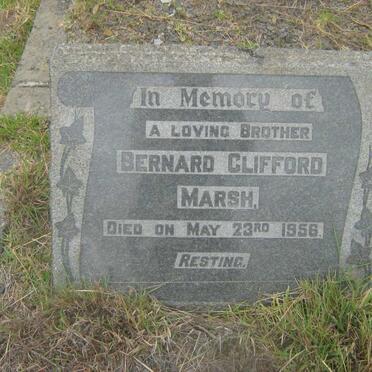 In Memory of
A LOVING BROTHER
BERNARD CLIFFORD
MARSH,
DIED ON MAY 23RD 1956.
RESTING.